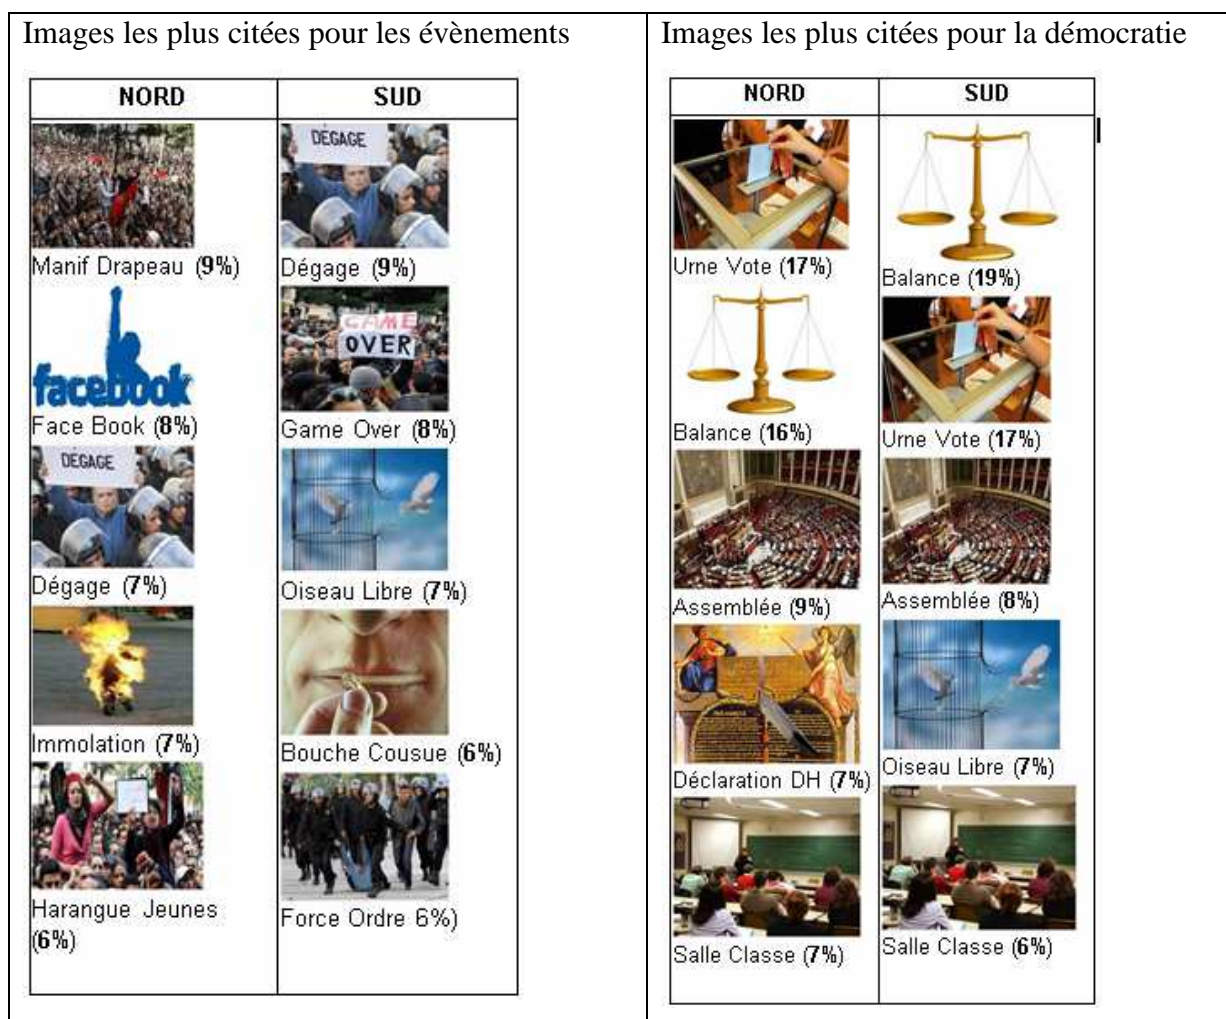 Images les plus citées pour les évènements
NORD
SUD
Manif Drapeau (9%)
DÉGAGE
Dégage (9%)
facebook
Face Book (8%)
GAME
OVER
Game Over (8%)
DÉGAGE
Dégage (7%)
Oiseau Libre (7%)
Immolation (7%)
Bouche Cousue (6%)
Harangue Jeunes
(6%)
Force Ordre 6%)
Images les plus citées pour la démocratie
NORD
SUD
Urne Vote (17%)
Balance (19%)
Balance (16%)
Urne Vote (17%)
Assemblée (9%)
Assemblée (8%)
Déclaration DH (7%)
Oiseau Libre (7%)
Salle Classe (7%)
Salle Classe (6%)